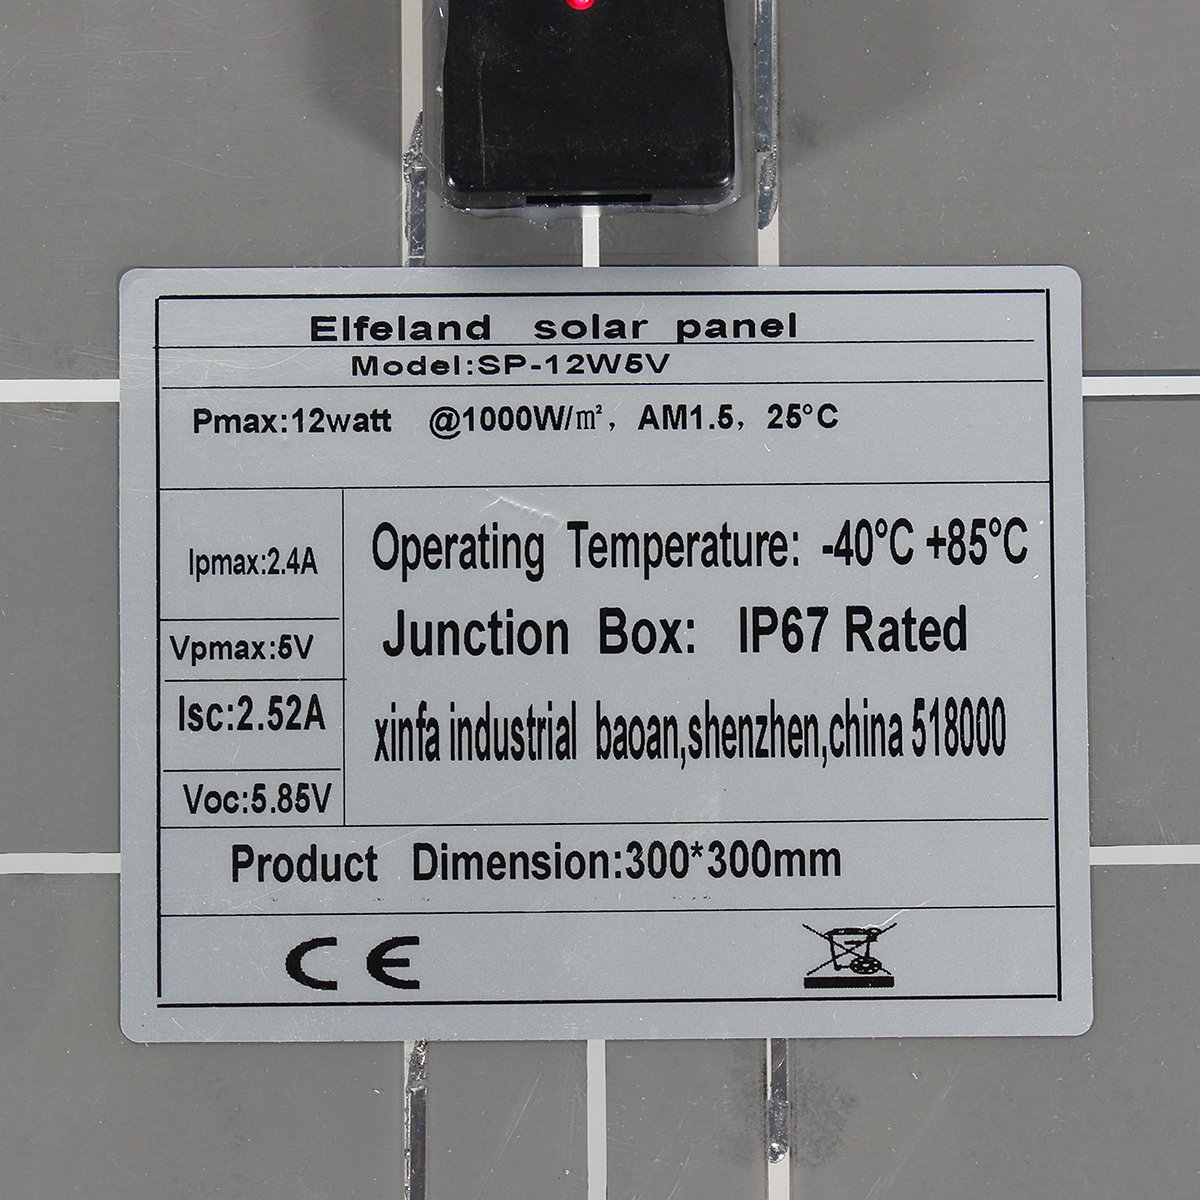 Elfeland solar panel
Model:SP-12W5V
Pmax:12watt @1000W/㎡, AM1.5, 25°C
Ipmax:2.4A
Vpmax:5V
Isc:2.52A
Voc:5.85V
Operating Temperature: -40°C +85°C
Junction Box: IP67 Rated
xinfa industrial baoan,shenzhen,china 518000
Product Dimension:300*300mm
CE